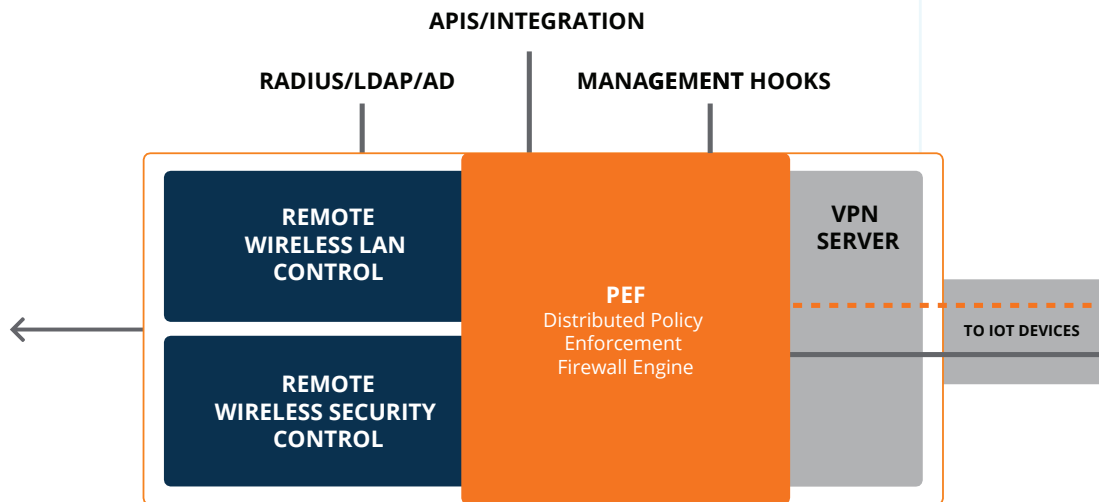 APIS/INTEGRATION
RADIUS/LDAP/AD
MANAGEMENT HOOKS
REMOTE
WIRELESS LAN
CONTROL
REMOTE
WIRELESS SECURITY
CONTROL
PEF
Distributed Policy
Enforcement
Firewall Engine
VPN
SERVER
TO IOT DEVICES